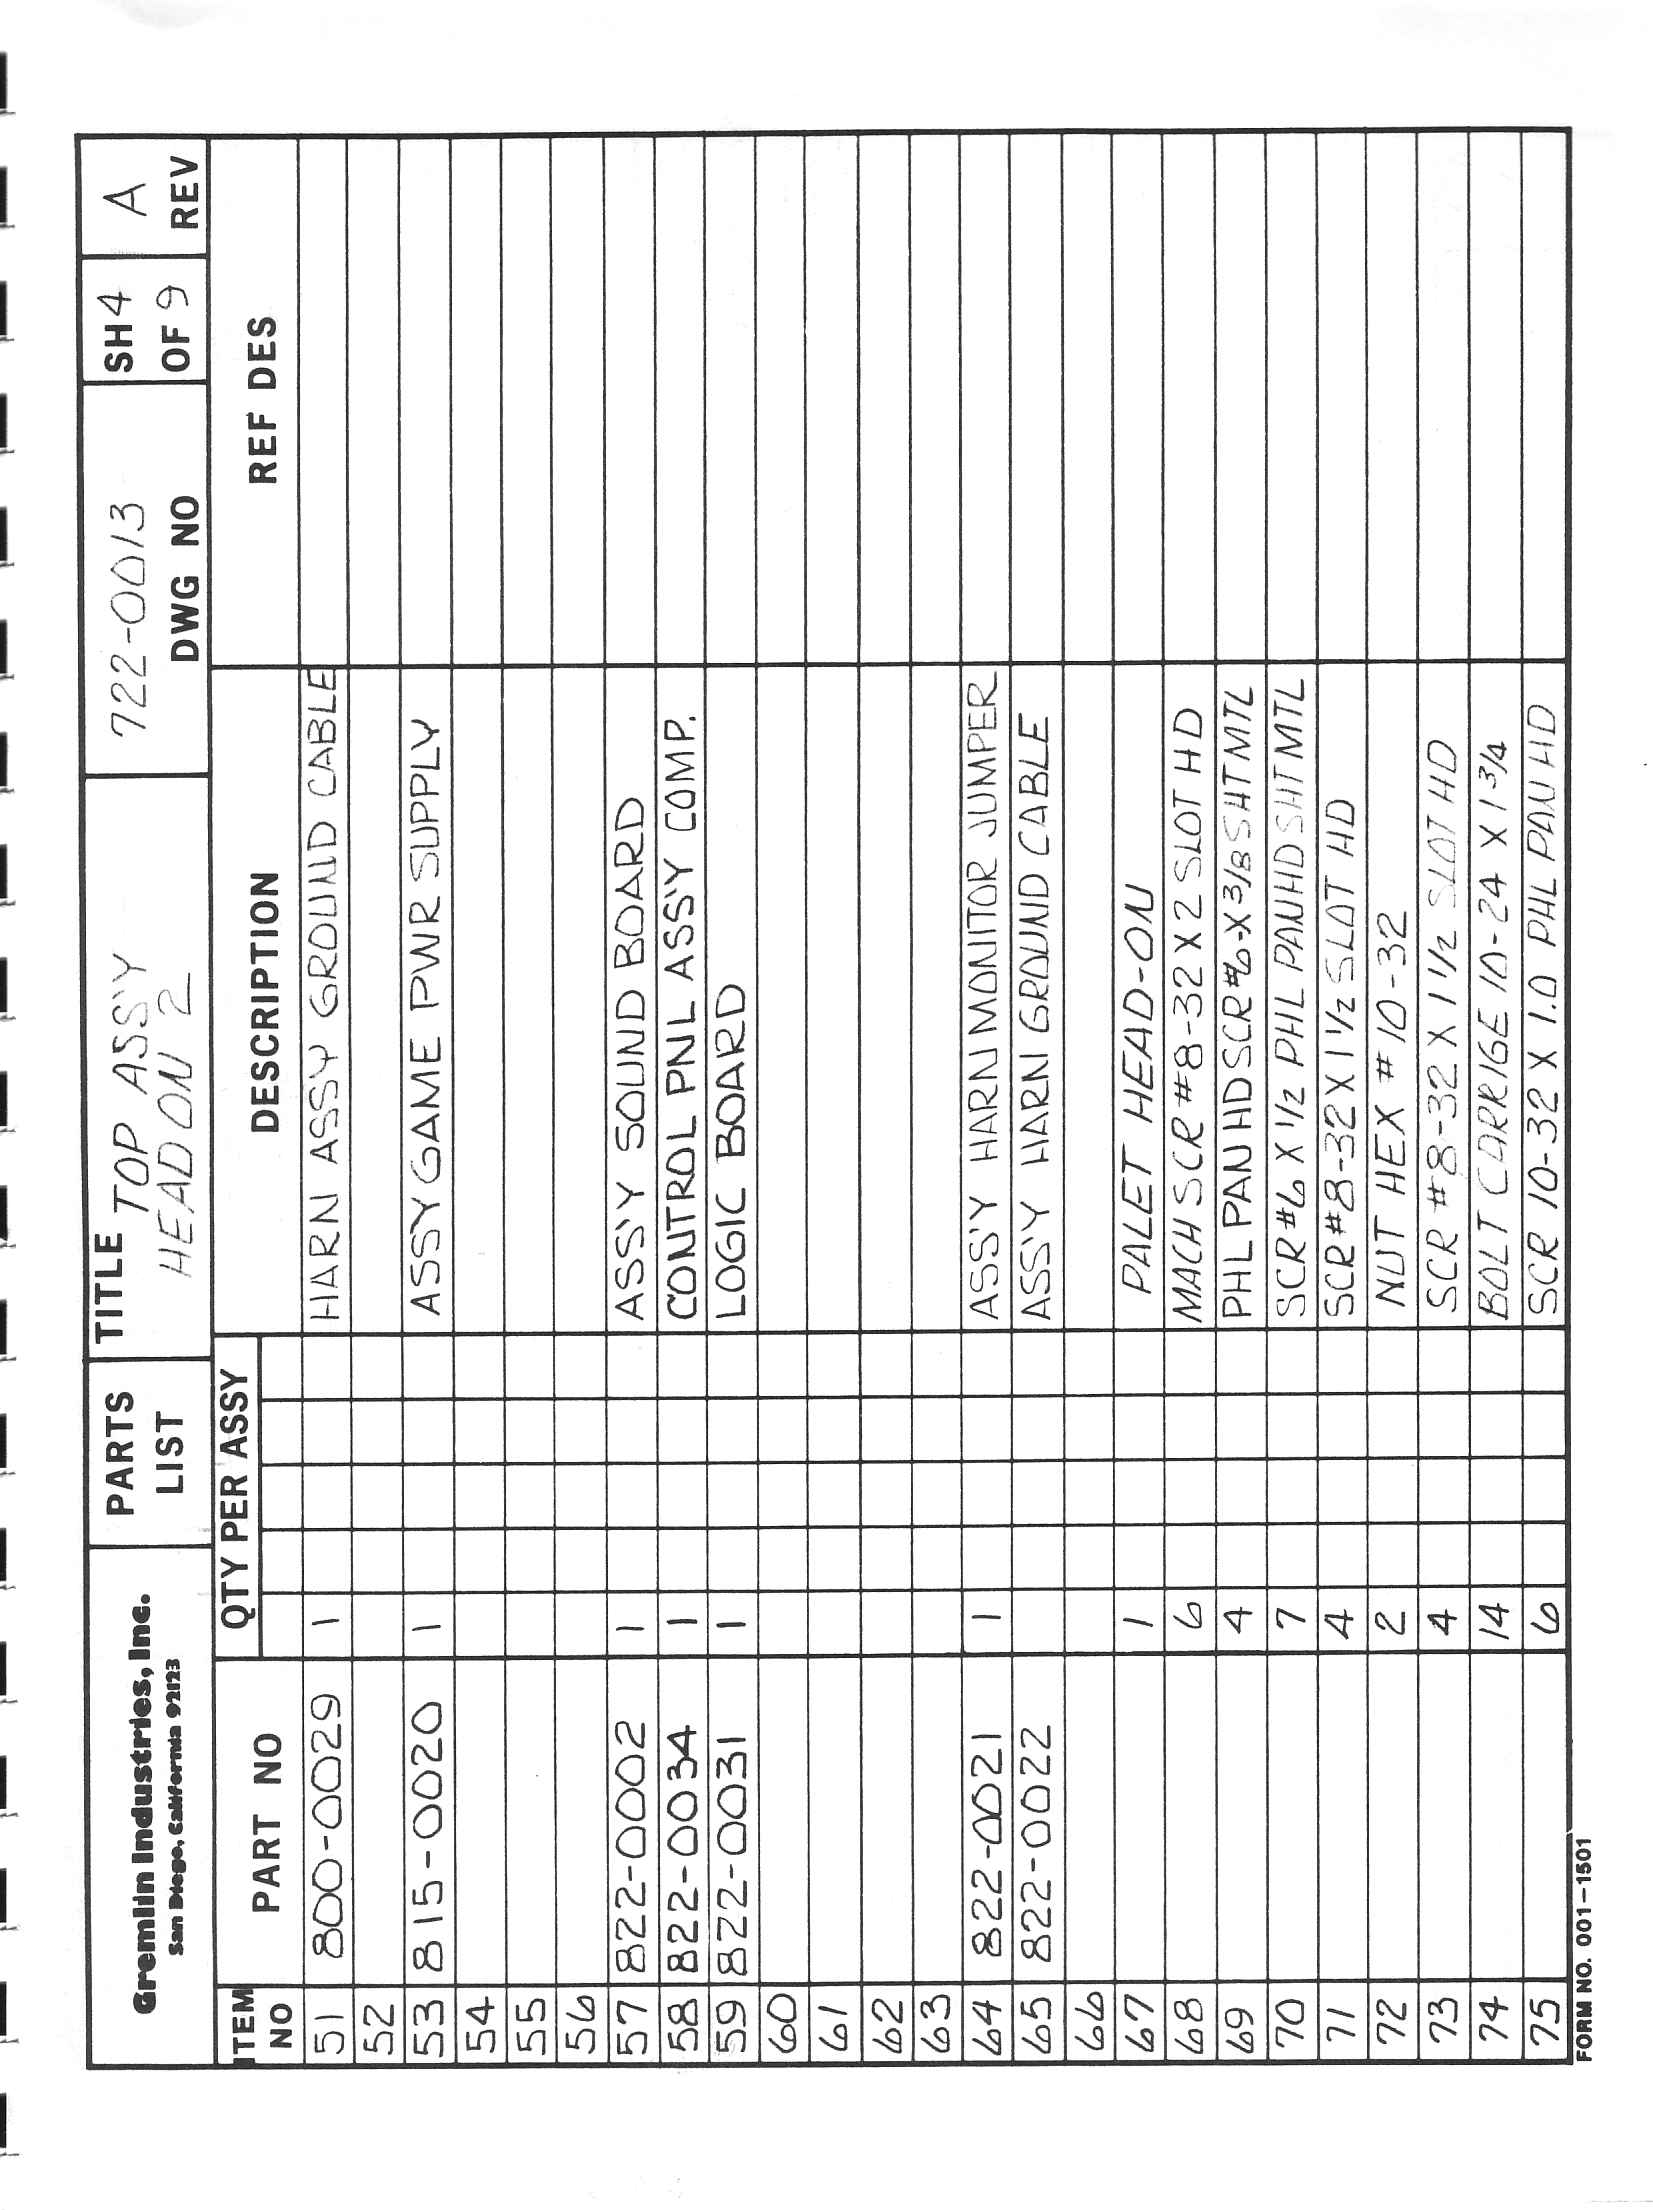 Gremlin Industries, Inc.
San Diego, California 92123
PARTS LIST
TITLE TOP ASS'Y
HEAD ON 2
722-0013
DWG NO
SH 4
OF 9
A
REV
ITEM NO PART NO QTY PER ASSY DESCRIPTION REF DES
51 800-0029 1 HARN ASSY GROUND CABLE
52
53 815-0020 1 ASSY GAME PWR SUPPLY
54
55
56
57 822-0002 1 ASS'Y SOUND BOARD
58 822-0034 1 CONTROL PNL ASSY COMP.
59 822-0031 1 LOGIC BOARD
60
61
62
63
64 822-0021 1 ASS'Y HARN MONITOR JUMPER
65 822-0022 ASS'Y HARN GROUND CABLE
66
67 1 PALET HEAD-ON
68 6 MACH SCR #8-32 X 2 SLOT HD
69 4 PHL PAN HD SCR #6-X 3/8 SHT MTL
70 7 SCR #6 X 1/2 PHL PAN HD SHT MTL
71 4 SCR #8-32 X 1 1/2 SLOT HD
72 2 NUT HEX #10-32
73 4 SCR #8-32 X 1 1/2 SLOT HD
74 14 BOLT CARRIGE 10-24 X 1 3/4
75 6 SCR 10-32 X 1.0 PHL PAN HD
FORM NO. 001-1501